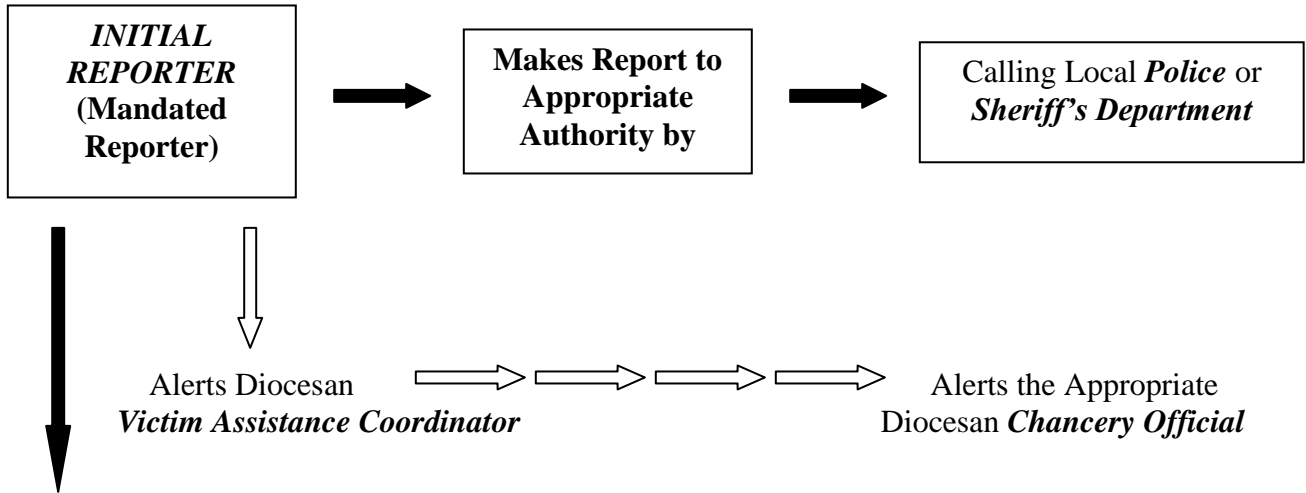 INITIAL
REPORTER
(Mandated
Reporter)
Makes Report to
Appropriate
Authority by
Calling Local Police or
Sheriff's Department
Alerts Diocesan
Victim Assistance Coordinator
Alerts the Appropriate
Diocesan Chancery Official